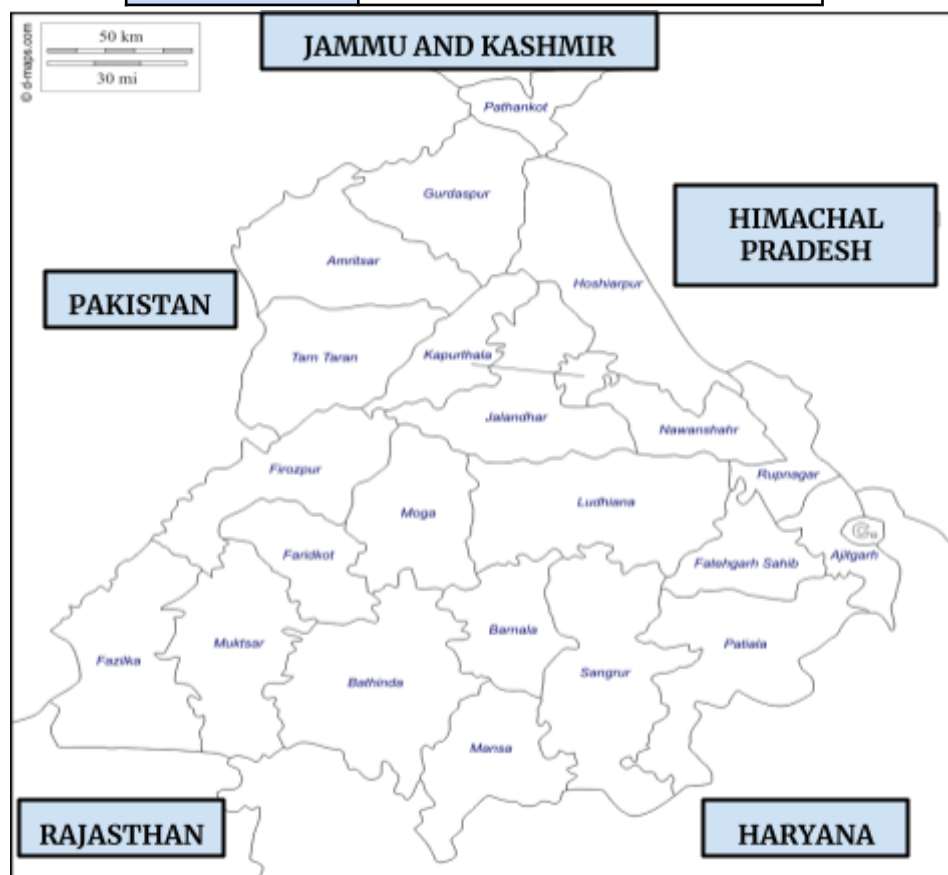 50 km
30 mi
© d-maps.com
JAMMU AND KASHMIR
Pathankot
Gurdaspur
HIMACHAL
PRADESH
Amritsar
Hoshiarpur
PAKISTAN
Tarn Taran
Kapurthala
Jalandhar
Nawanshahr
Firozpur
Rupnagar
Moga
Ludhiana
Faridkot
Fatehgarh Sahib
Ajitgarh
Barnala
Muktsar
Patiala
Fazilka
Sangrur
Bathinda
Mansa
RAJASTHAN
HARYANA